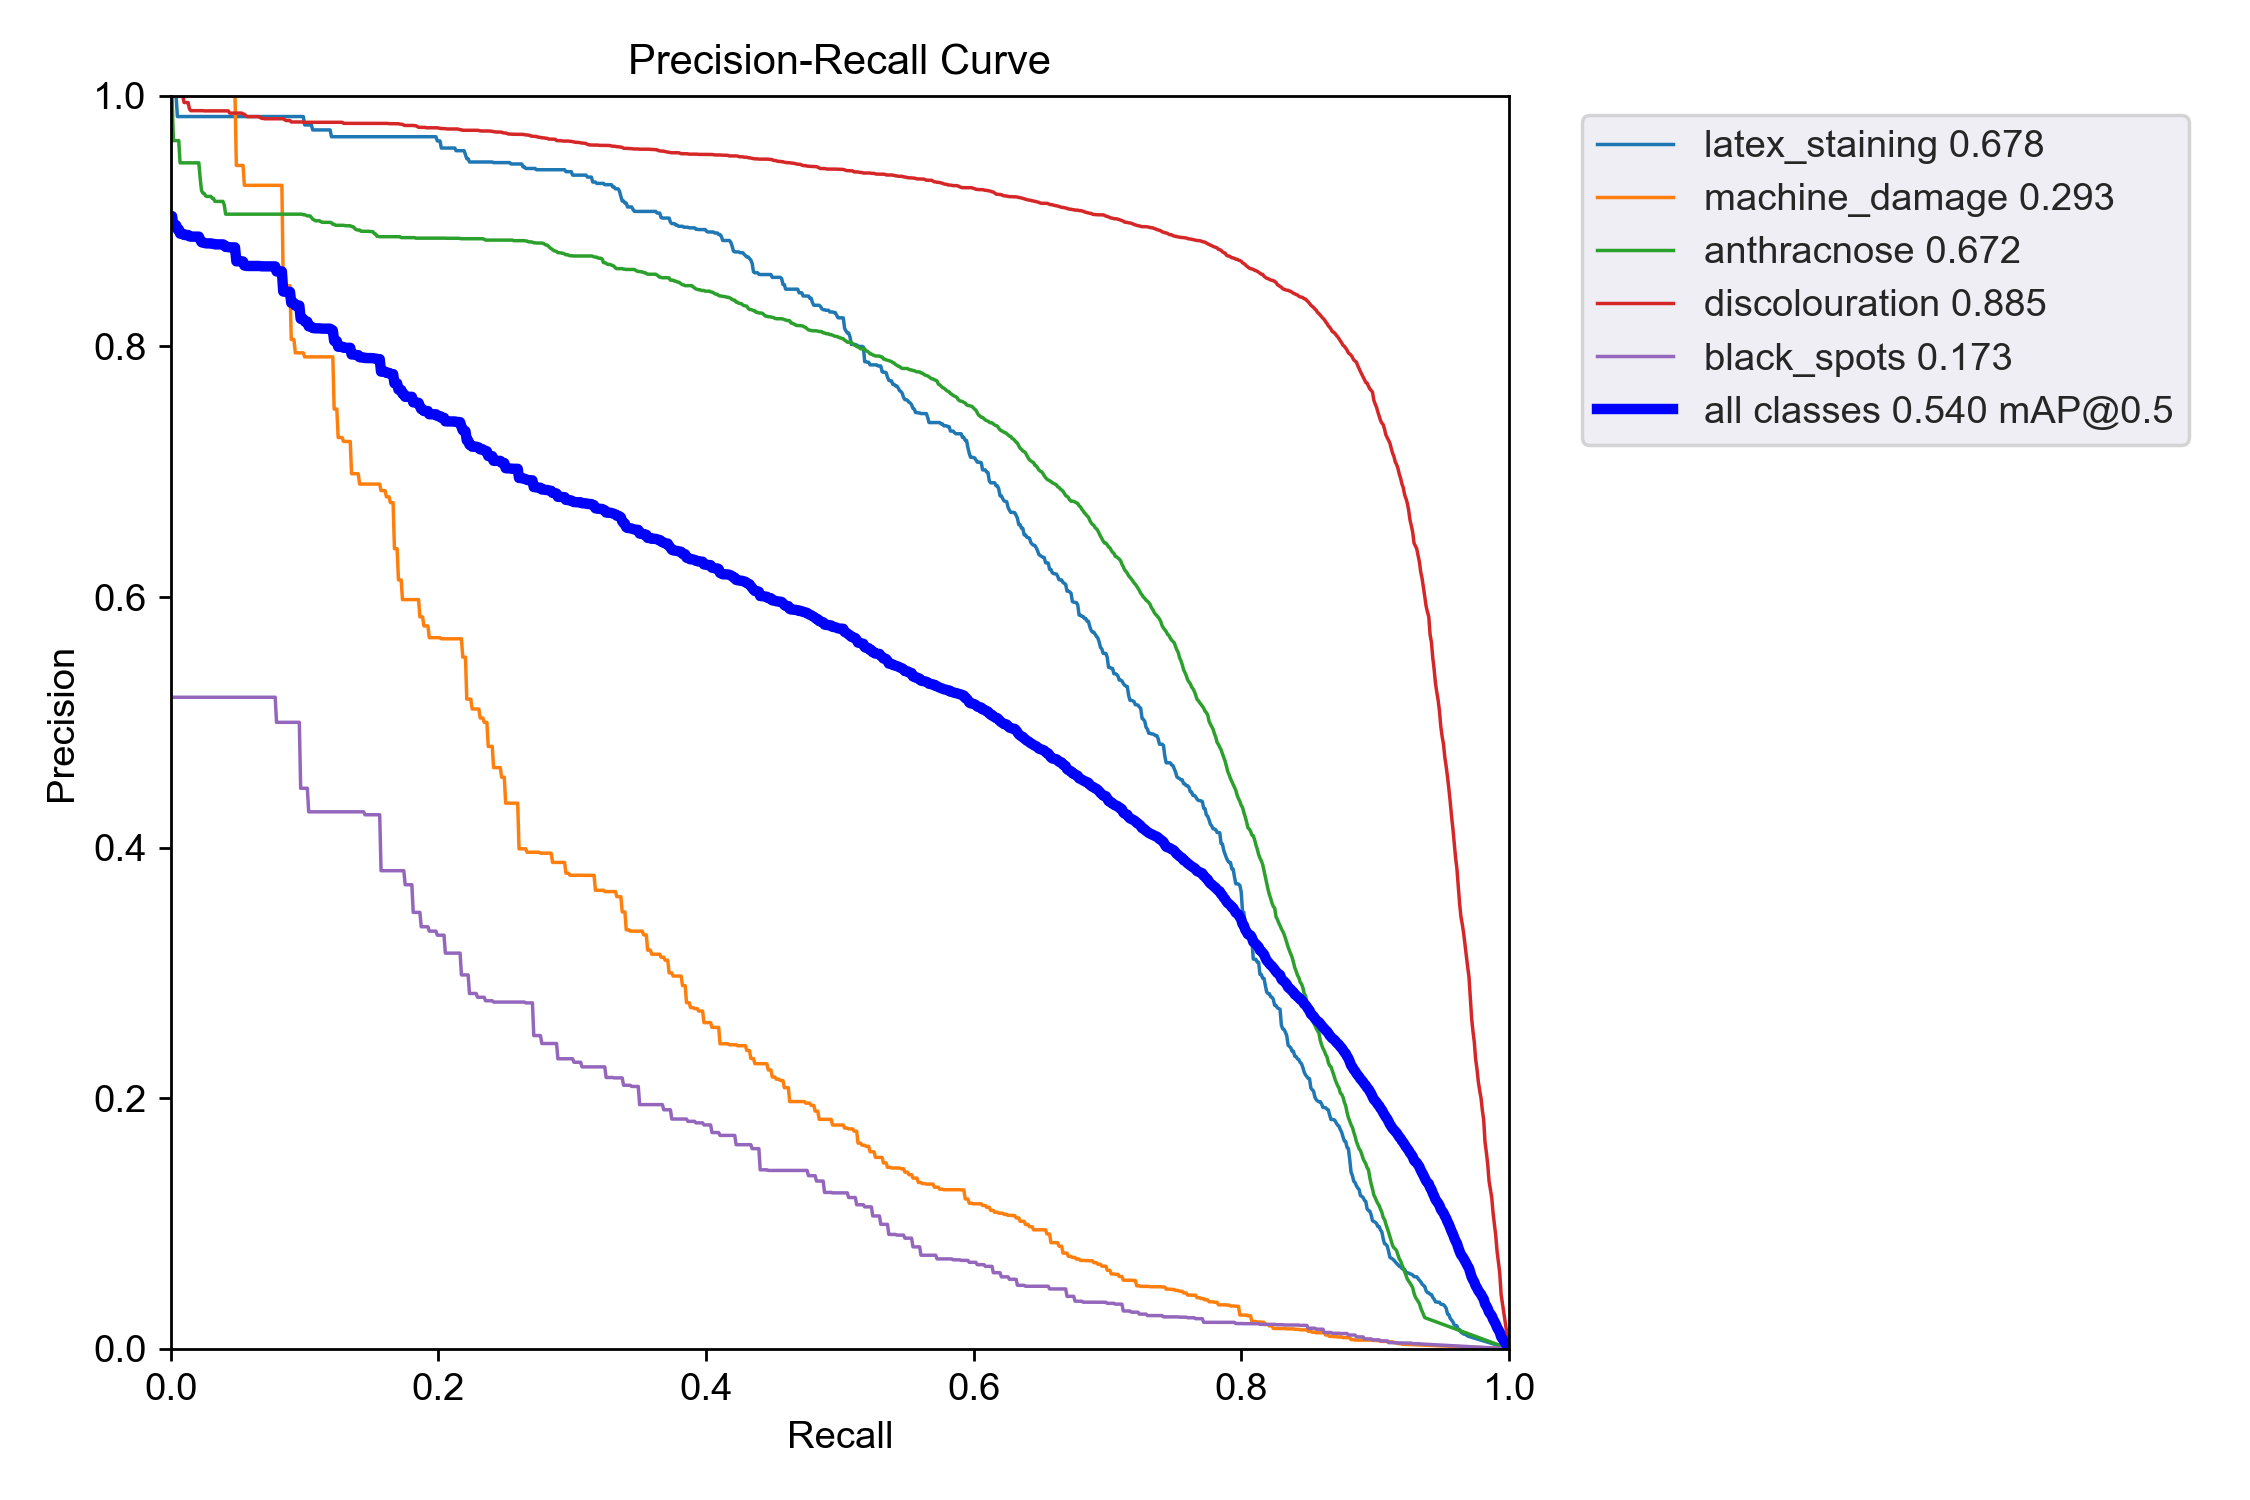 Precision-Recall Curve
1.0
0.8
0.6
0.4
0.2
0.0
Precision
0.0 0.2 0.4 0.6 0.8 1.0
Recall
latex_staining 0.678
machine_damage 0.293
anthracnose 0.672
discolouration 0.885
black_spots 0.173
all classes 0.540 mAP@0.5